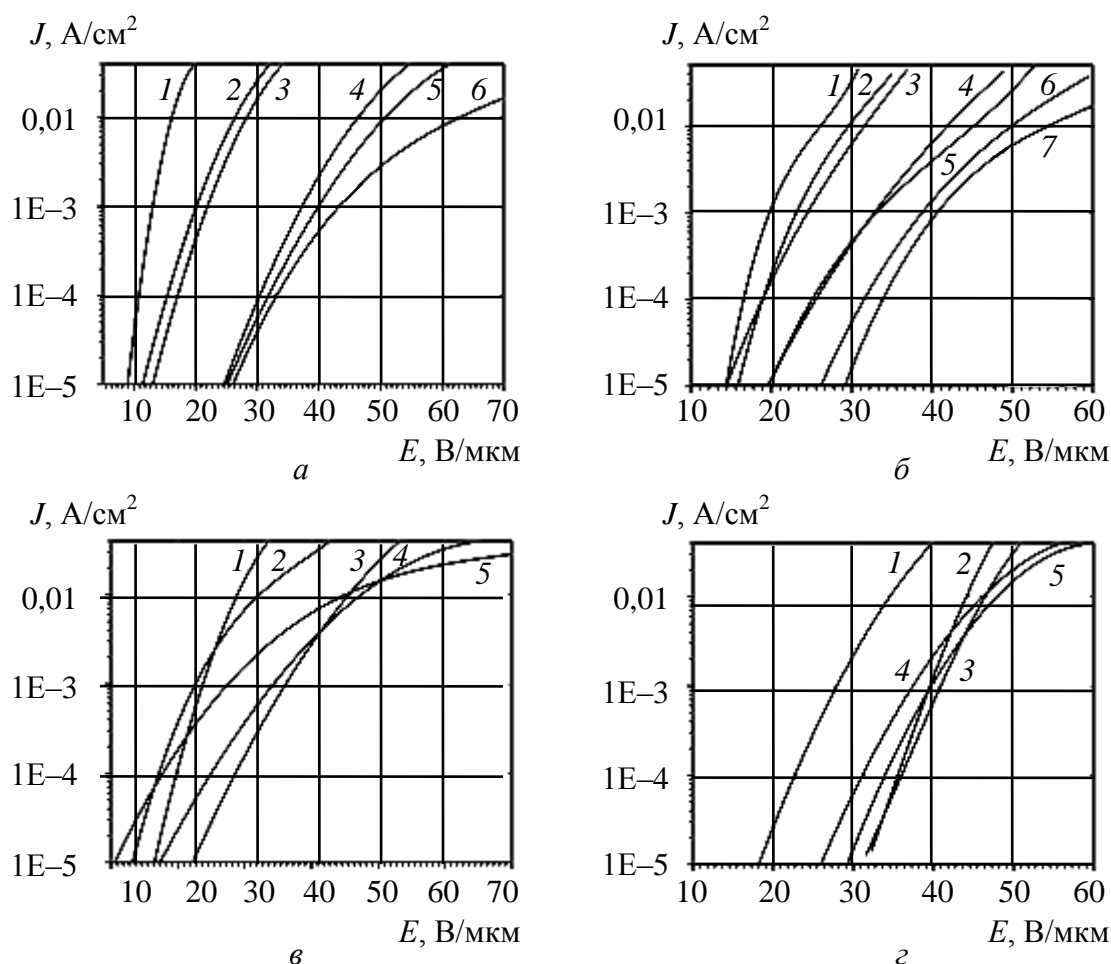 J, А/см²
1 2 3 4 5 6
0,01
1E–3
1E–4
1E–5
10 20 30 40 50 60 70
E, В/мкм
а
J, А/см²
1 2 3 4 6
0,01
5 7
1E–3
1E–4
1E–5
10 20 30 40 50 60
E, В/мкм
б
J, А/см²
1 2 3 4
5
0,01
1E–3
1E–4
1E–5
10 20 30 40 50 60 70
E, В/мкм
в
J, А/см²
1 2 5
0,01
4 3
1E–3
1E–4
1E–5
10 20 30 40 50 60
E, В/мкм
г